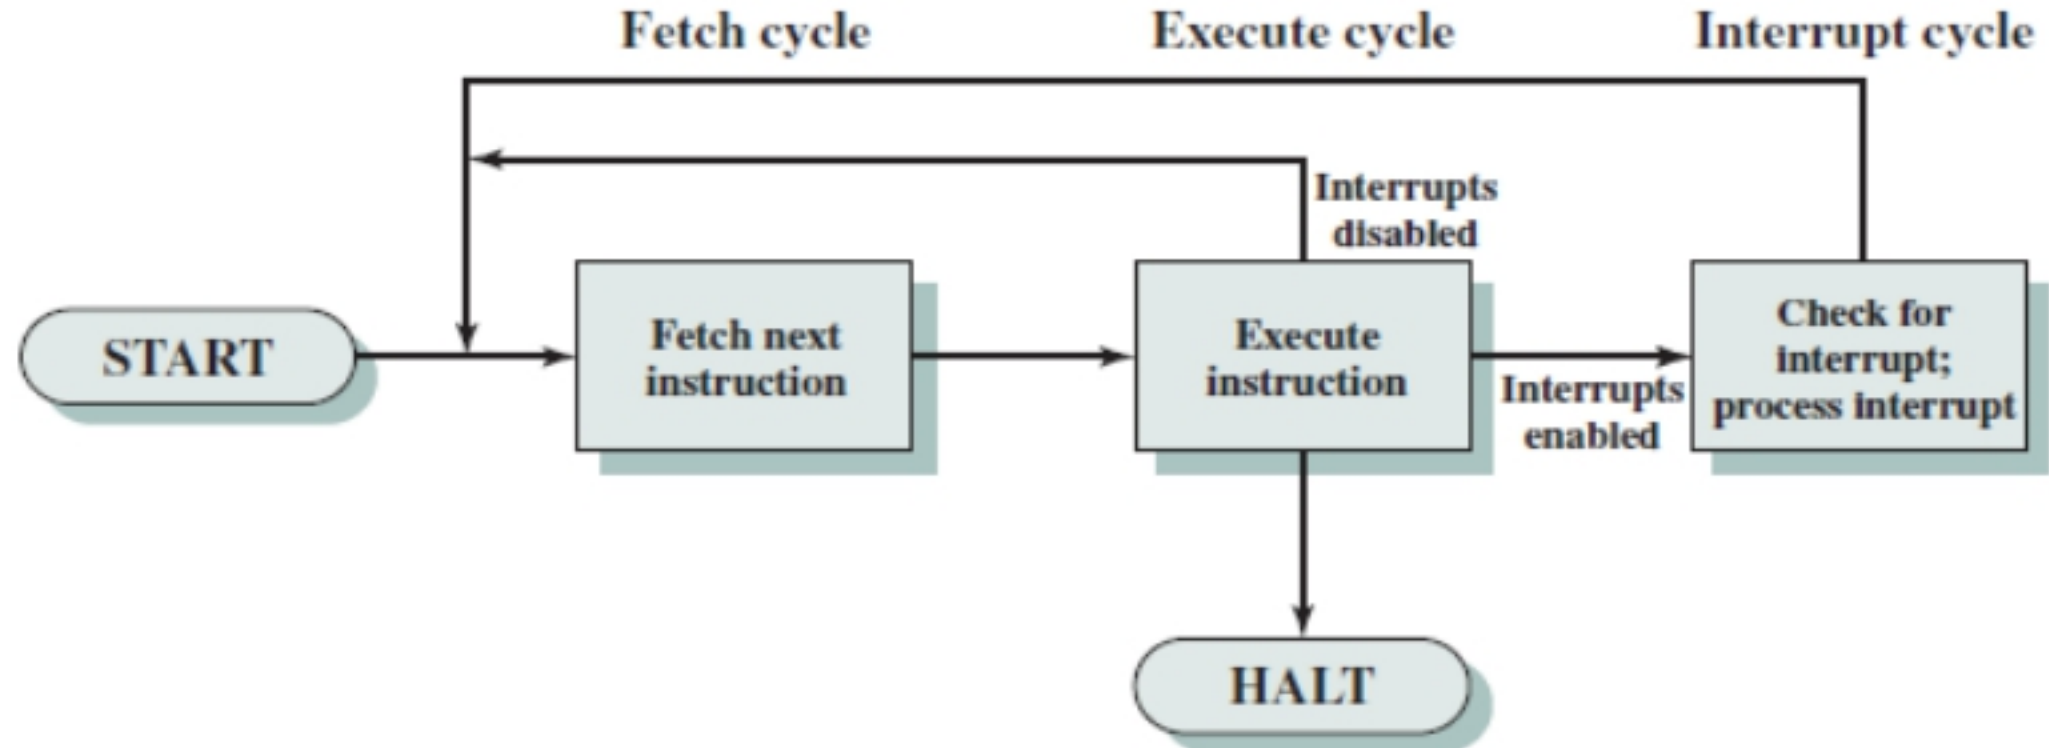 Fetch cycle
Execute cycle
Interrupt cycle
Interrupts
disabled
START
Fetch next
instruction
Execute
instruction
Interrupts
enabled
Check for
interrupt;
process interrupt
HALT